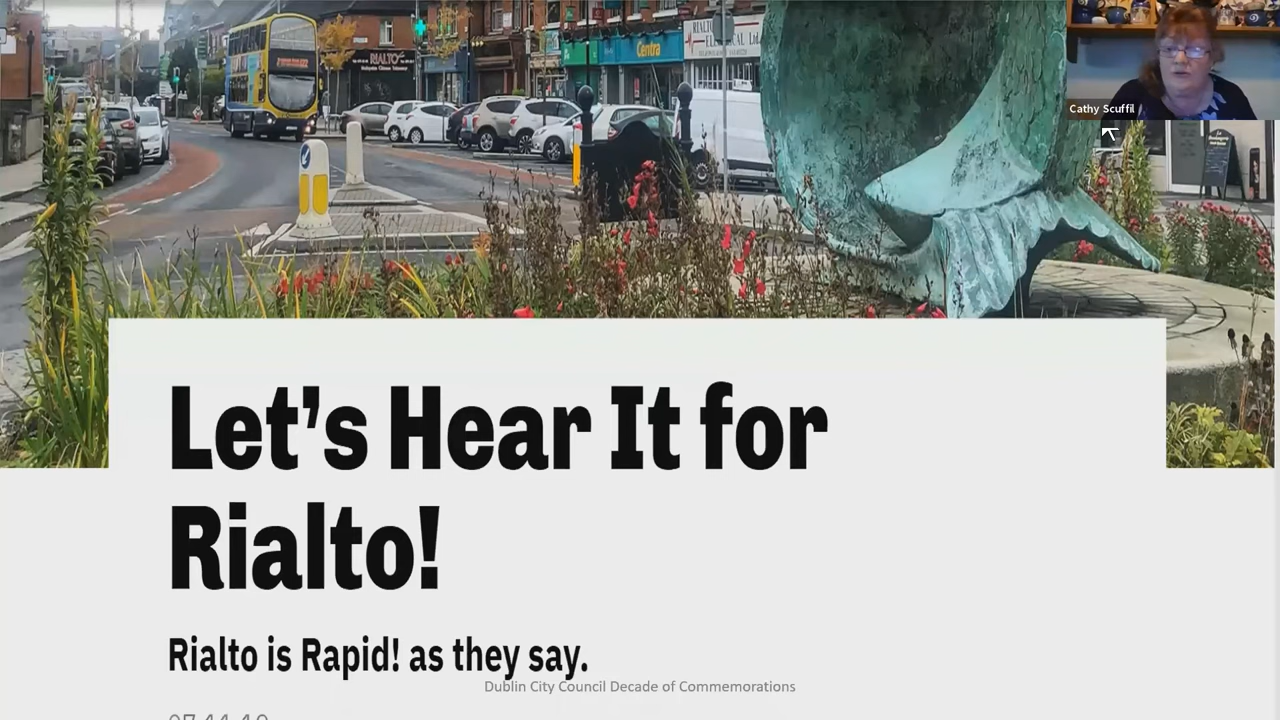 RIALTO
Centra
RIALTO
Cathy Scuffil
Let's Hear It for
Rialto!
Rialto is Rapid! as they say.
Dublin City Council Decade of Commemorations